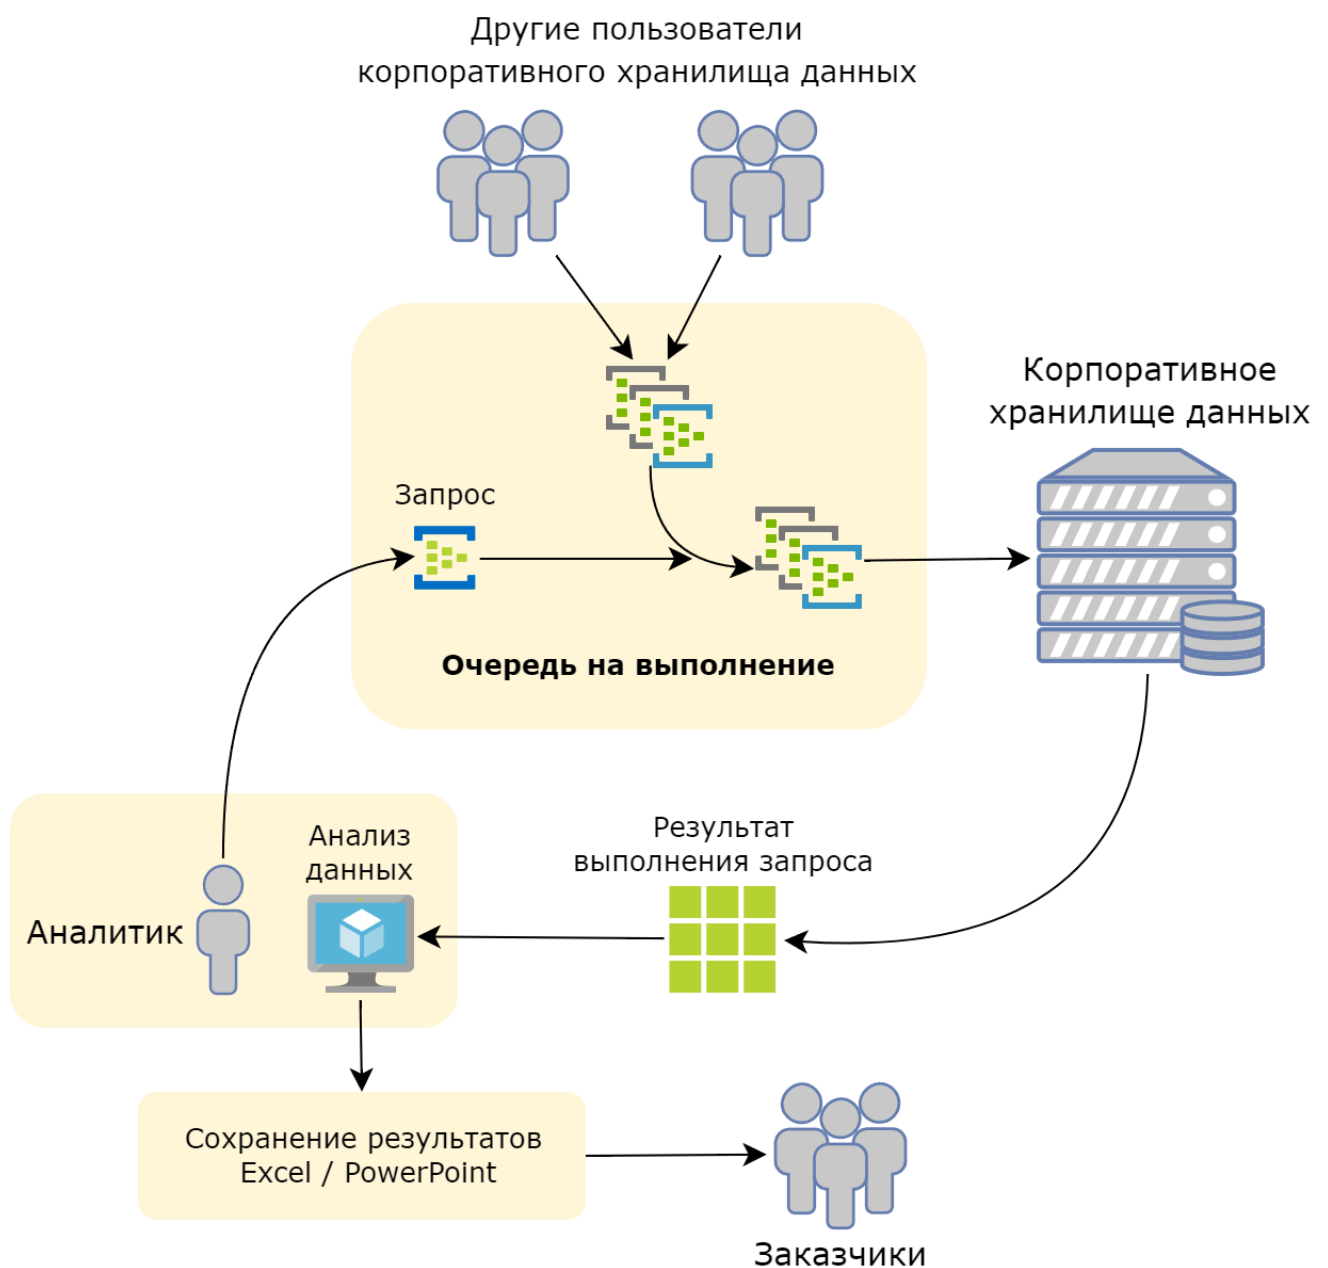 Другие пользователи
корпоративного хранилища данных
Корпоративное
хранилище данных
Запрос
Очередь на выполнение
Анализ
данных
Аналитик
Результат
выполнения запроса
Сохранение результатов
Excel / PowerPoint
Заказчики